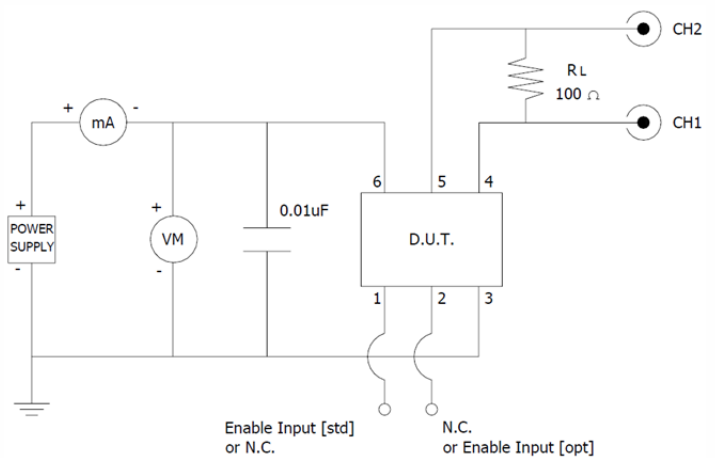 CH2
RL
100 Ω
CH1
+ -
mA
+
POWER
SUPPLY
-
+
VM
-
0.01uF
6 5 4
D.U.T.
1 2 3
Enable Input [std]
or N.C.
N.C.
or Enable Input [opt]